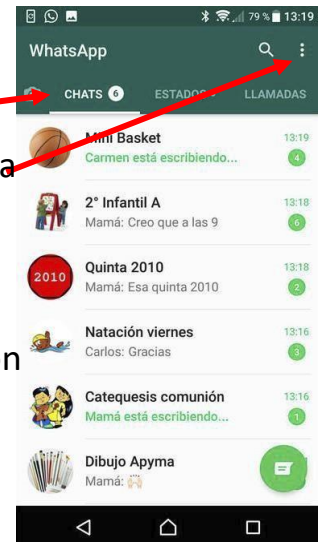 79 % 13:19
WhatsApp
CHATS 6 ESTADOS LLAMADAS
Mini Basket 13:19
Carmen está escribiendo... 4
a
2º Infantil A 13:18
Mamá: Creo que a las 9 6
Quinta 2010 13:18
2010
Mamá: Esa quinta 2010 2
Natación viernes 13:16
Carlos: Gracias 3
on
Catequesis comunión 13:16
Mamá está escribiendo... 1
Dibujo Apyma
Mamá: 🙌🏻